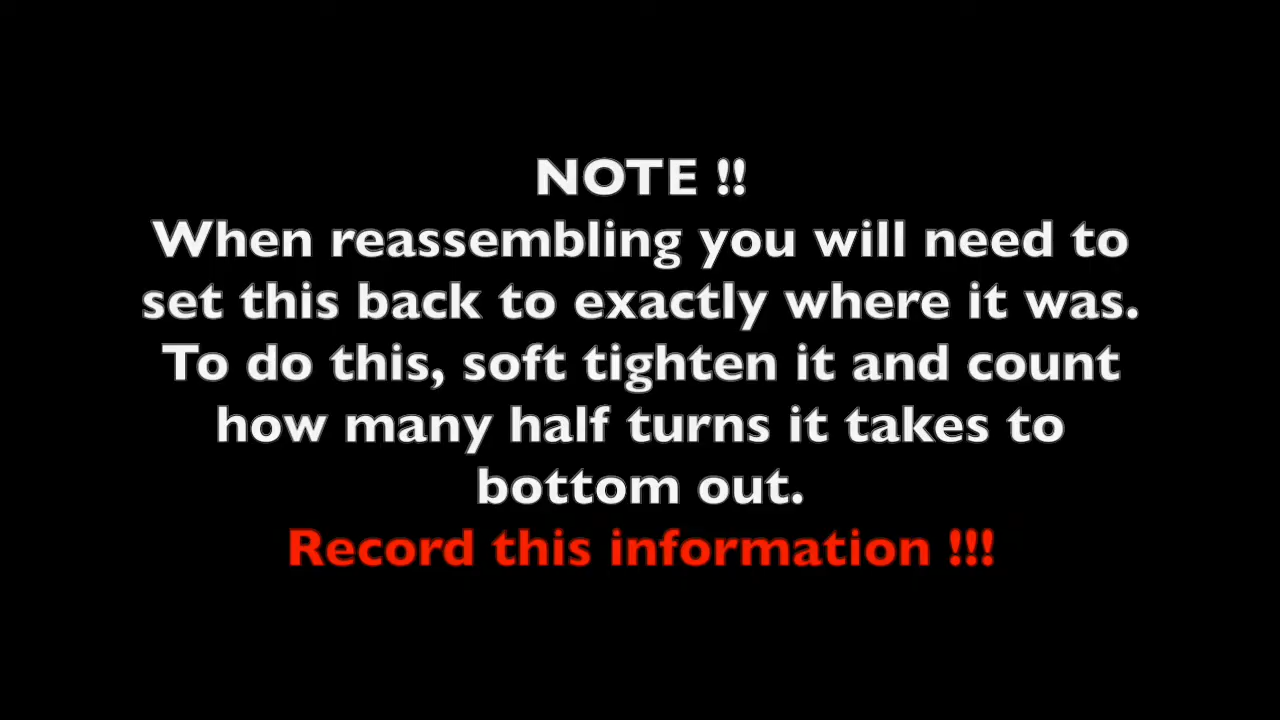 NOTE !!
When reassembling you will need to
set this back to exactly where it was.
To do this, soft tighten it and count
how many half turns it takes to
bottom out.
Record this information !!!